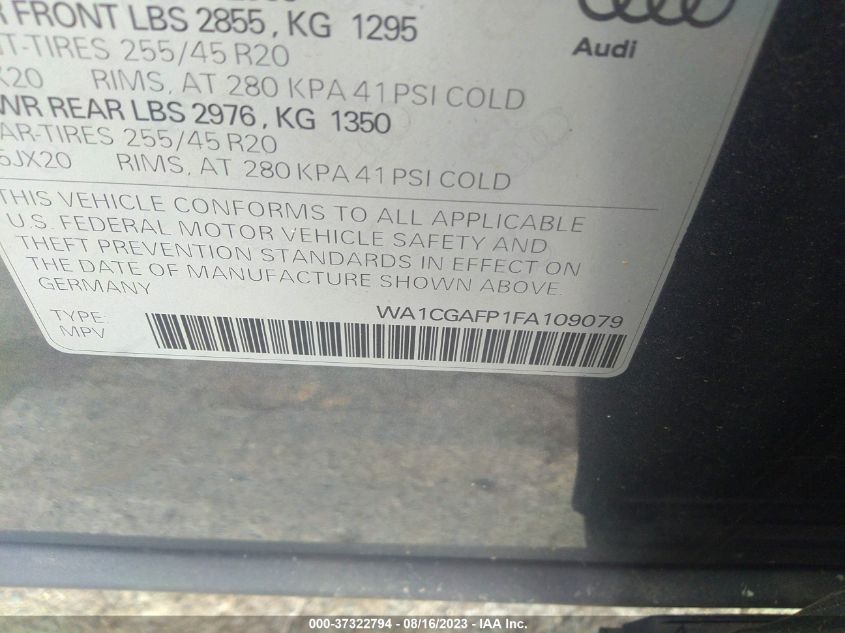 FRONT LBS 2855, KG 1295
Audi
T-TIRES 255/45 R20
X20 RIMS, AT 280 KPA 41 PSI COLD
WR REAR LBS 2976, KG 1350
AR-TIRES 255/45 R20
5JX20 RIMS, AT 280 KPA 41 PSI COLD
THIS VEHICLE CONFORMS TO ALL APPLICABLE
U.S. FEDERAL MOTOR VEHICLE SAFETY AND
THEFT PREVENTION STANDARDS IN EFFECT ON
THE DATE OF MANUFACTURE SHOWN ABOVE.
GERMANY
TYPE: WA1CGAFP1FA109079
MPV
000-37322794 - 08/16/2023 - IAA Inc.